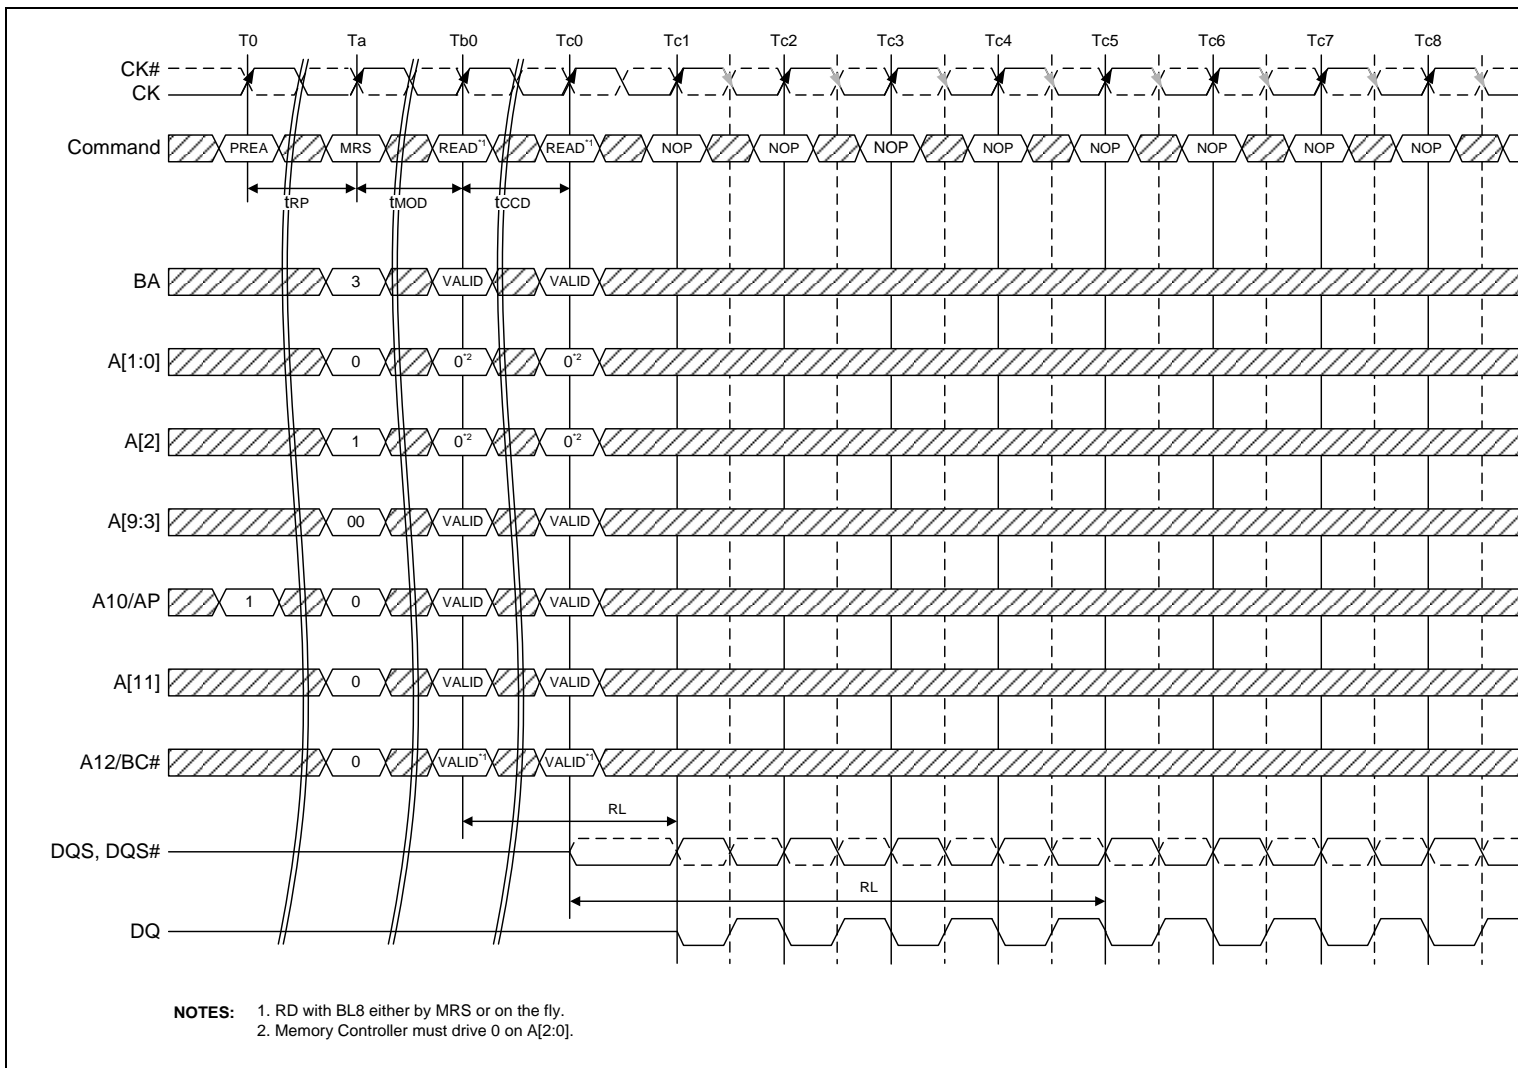 T0 Ta Tb0 Tc0 Tc1 Tc2 Tc3 Tc4 Tc5 Tc6 Tc7 Tc8
CK#
CK
Command PREA MRS READ*1 READ*1 NOP NOP NOP NOP NOP NOP NOP NOP
tRP tMOD tCCD
BA 3 VALID VALID
A[1:0] 0 0*2 0*2
A[2] 1 0*2 0*2
A[9:3] 00 VALID VALID
A10/AP 1 0 VALID VALID
A[11] 0 VALID VALID
A12/BC# 0 VALID*1 VALID*1
RL
DQS, DQS#
RL
DQ
NOTES: 1. RD with BL8 either by MRS or on the fly.
2. Memory Controller must drive 0 on A[2:0].